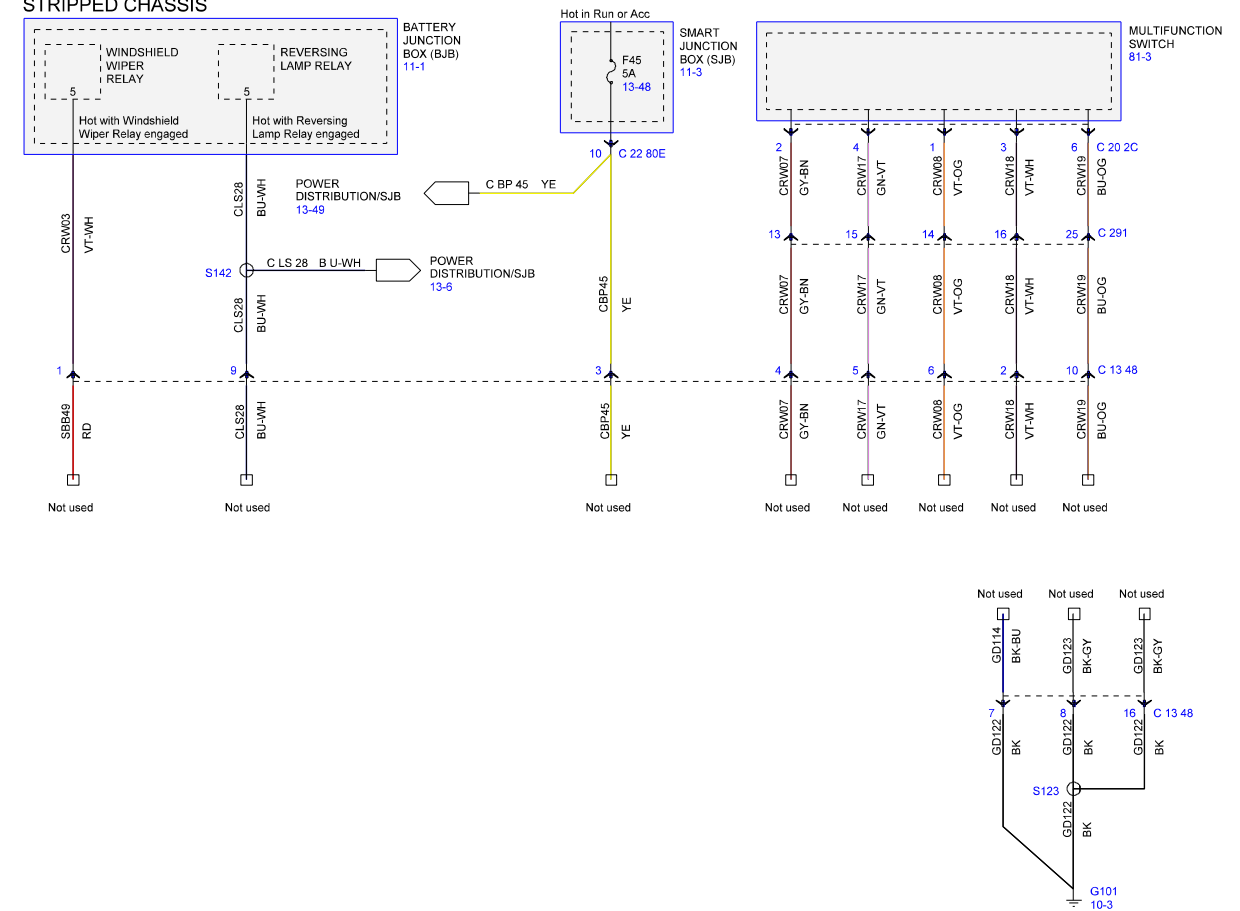 STRIPPED CHASSIS
BATTERY
JUNCTION
BOX (BJB)
11-1
WINDSHIELD
WIPER
RELAY
5
REVERSING
LAMP RELAY
5
Hot with Windshield
Wiper Relay engaged
Hot with Reversing
Lamp Relay engaged
Hot in Run or Acc
SMART
JUNCTION
BOX (SJB)
11-3
F45
5A
13-48
MULTIFUNCTION
SWITCH
81-3
10
C 22 80E
2
4
1
3
6
C 20 2C
CRW03
VT-WH
CLS28
BU-WH
POWER
DISTRIBUTION/SJB
13-49
C BP 45 YE
CRW07
GY-BN
CRW17
GN-VT
CRW08
VT-OG
CRW18
VT-WH
CRW19
BU-OG
13
15
14
16
25
C 291
S142
C LS 28 B U-WH
POWER
DISTRIBUTION/SJB
13-6
CLS28
BU-WH
CBP45
YE
CRW07
GY-BN
CRW17
GN-VT
CRW08
VT-OG
CRW18
VT-WH
CRW19
BU-OG
1
9
3
4
5
6
2
10
C 13 48
SBB49
RD
CLS28
BU-WH
CBP45
YE
CRW07
GY-BN
CRW17
GN-VT
CRW08
VT-OG
CRW18
VT-WH
CRW19
BU-OG
Not used
Not used
Not used
Not used
Not used
Not used
Not used
Not used
Not used
Not used
Not used
GD114
BK-BU
GD123
BK-GY
GD123
BK-GY
7
8
16
C 13 48
GD122
BK
GD122
BK
GD122
BK
S123
GD122
BK
G101
10-3